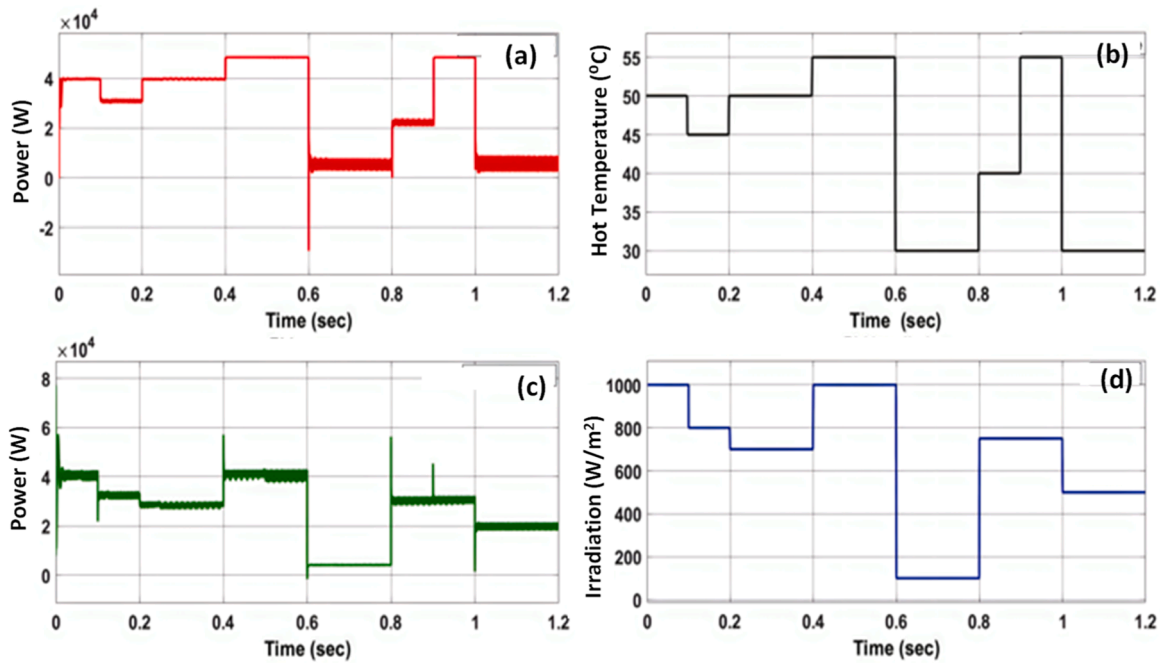 ×10⁴
(a)
4
2
0
-2
Power (W)
0 0.2 0.4 0.6 0.8 1 1.2
Time (sec)
(b)
55
50
45
40
35
30
Hot Temperature (⁰C)
0 0.2 0.4 0.6 0.8 1 1.2
Time (sec)
×10⁴
(c)
8
6
4
2
0
Power (W)
0 0.2 0.4 0.6 0.8 1 1.2
Time (sec)
(d)
1000
800
600
400
200
0
Irradiation (W/m²)
0 0.2 0.4 0.6 0.8 1 1.2
Time (sec)